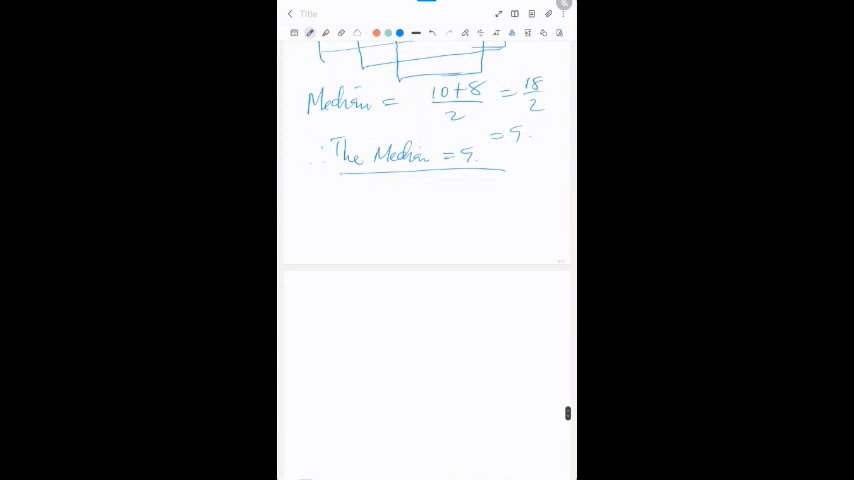 Title
Median = 10+8/2 = 18/2
= 9.
∴ The Median = 9.